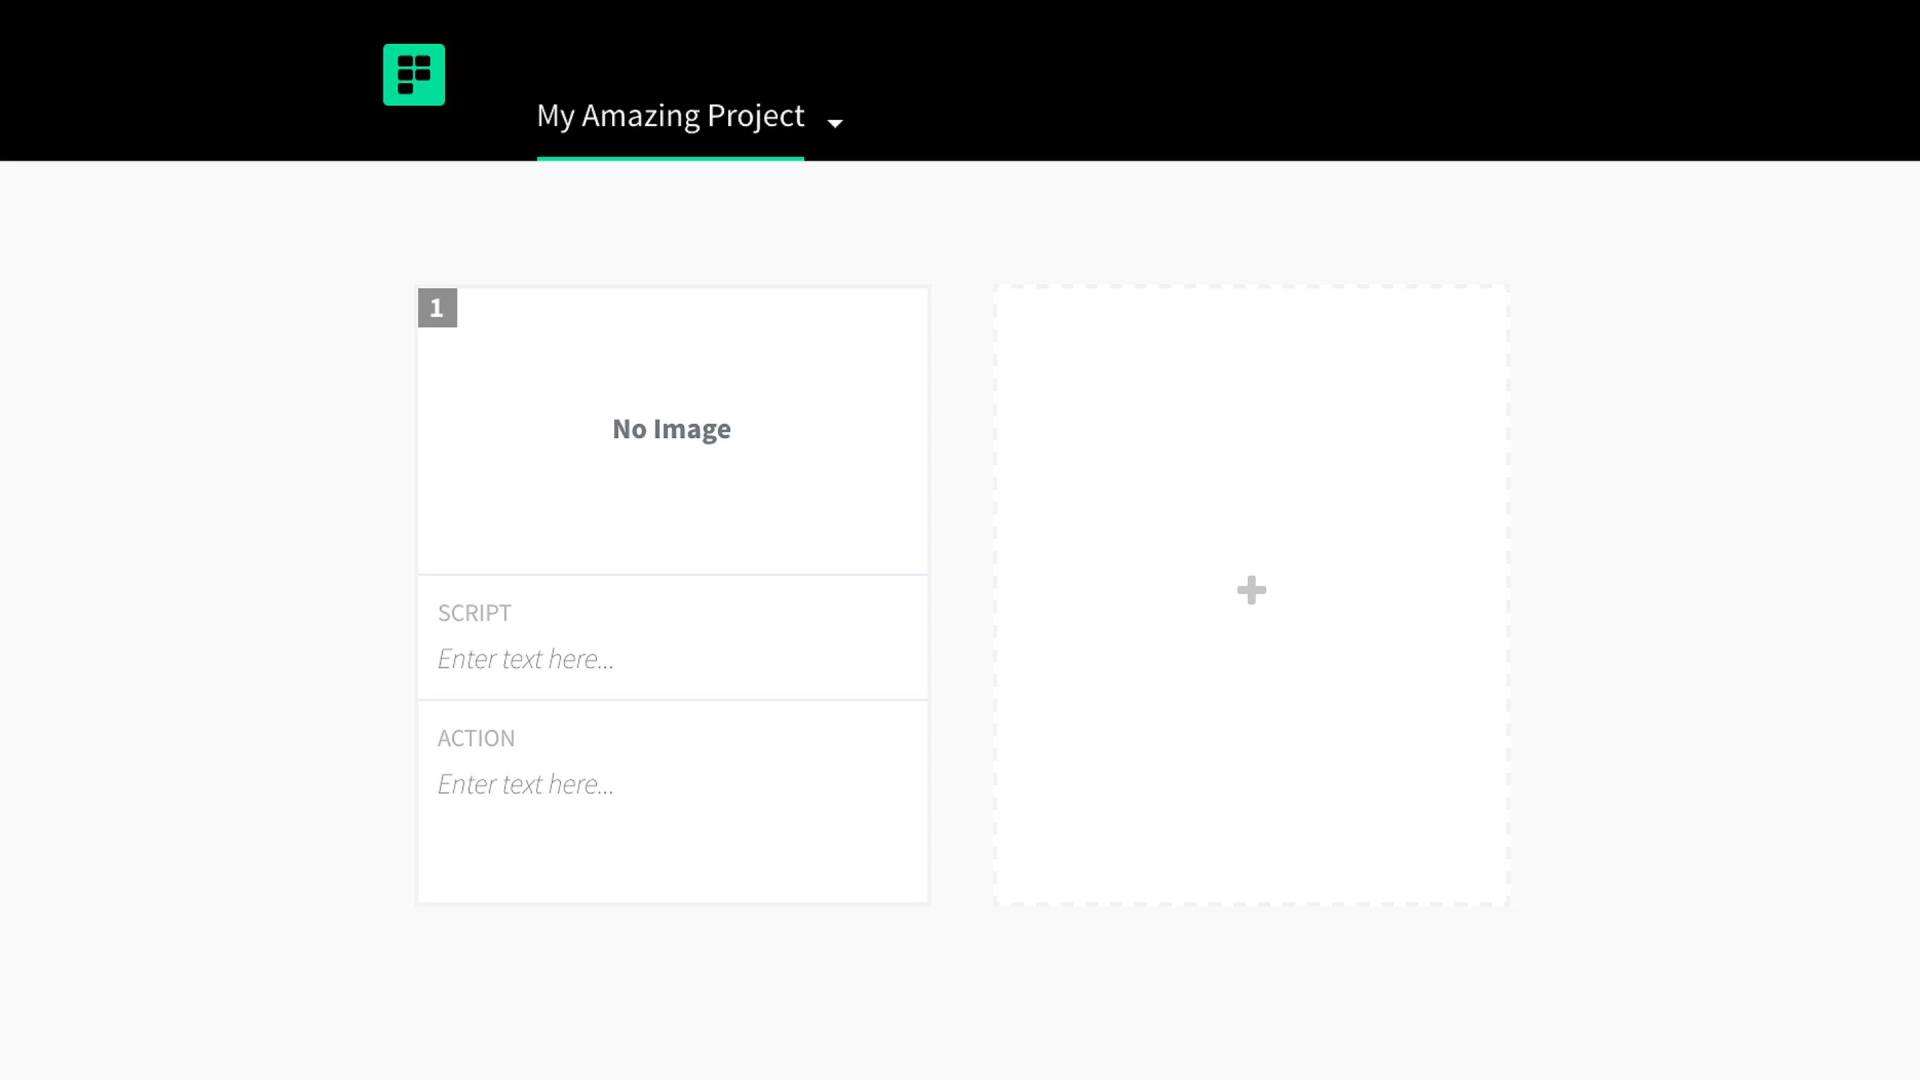 My Amazing Project
1
No Image
SCRIPT
Enter text here...
ACTION
Enter text here...